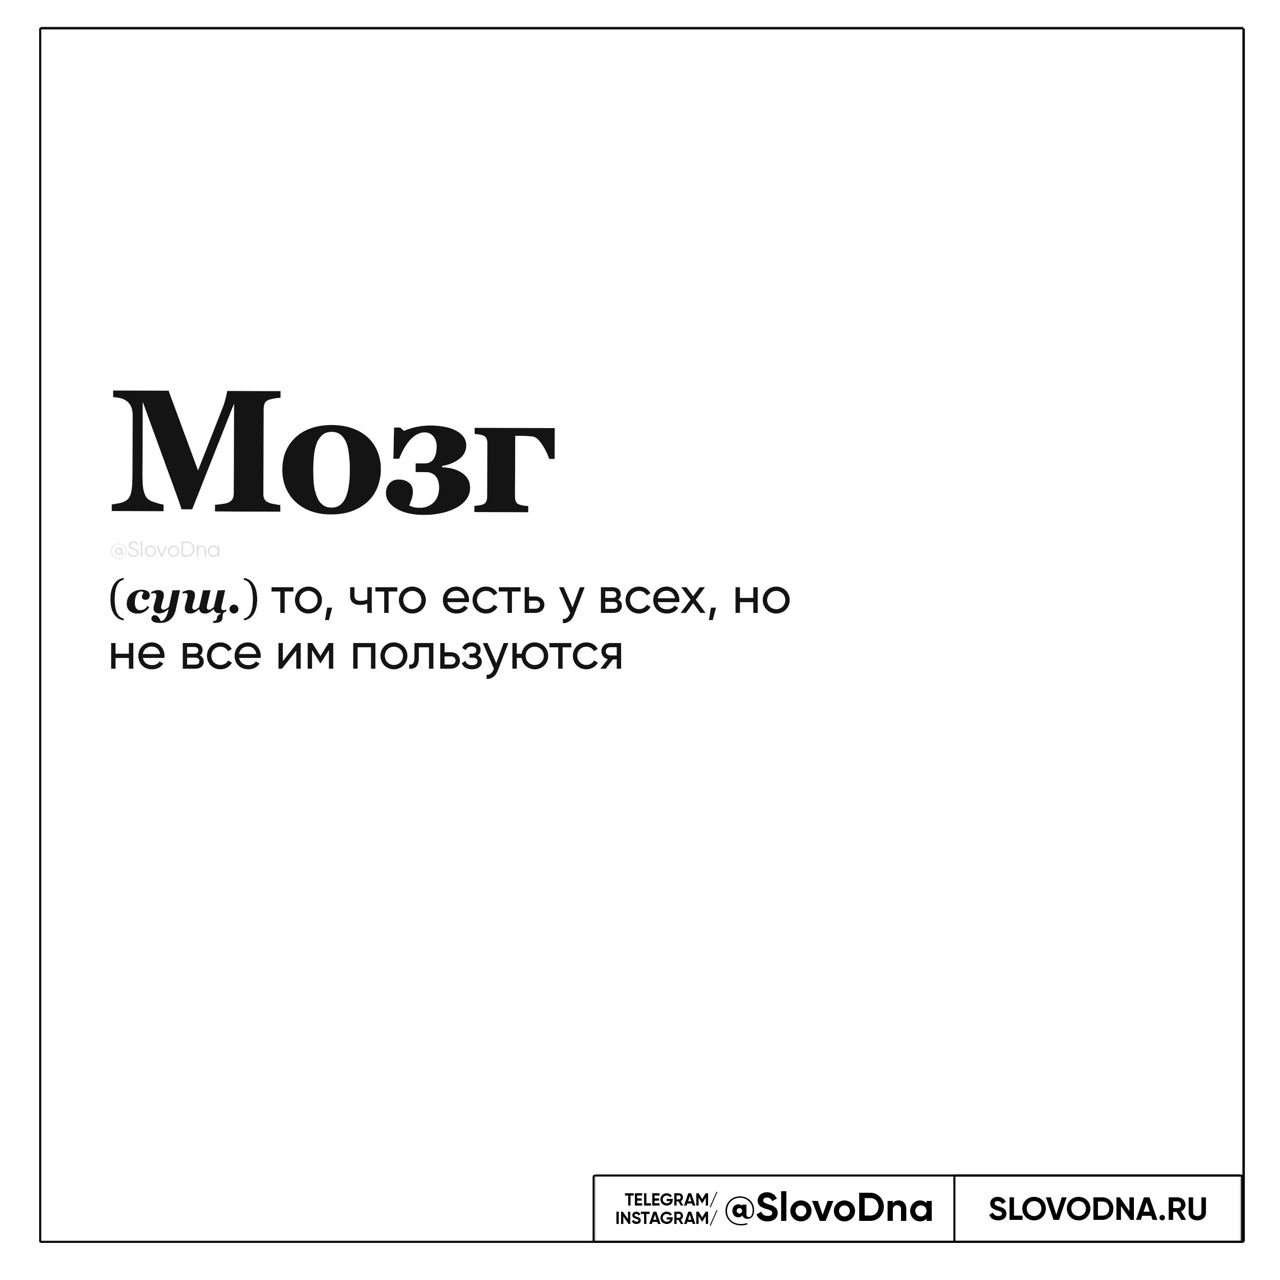 Мозг
@SlovoDna
(сущ.) то, что есть у всех, но
не все им пользуются
TELEGRAM/
INSTAGRAM/
@SlovoDna
SLOVODNA.RU